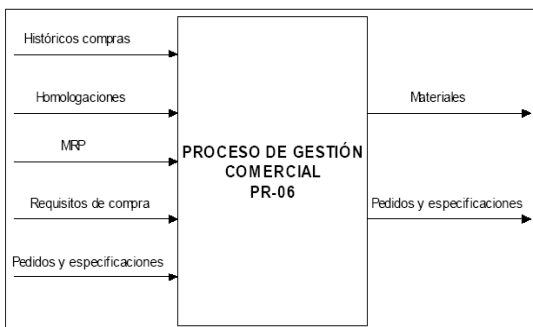 Históricos compras
Homologaciones
MRP
Requisitos de compra
Pedidos y especificaciones
PROCESO DE GESTIÓN
COMERCIAL
PR-06
Materiales
Pedidos y especificaciones